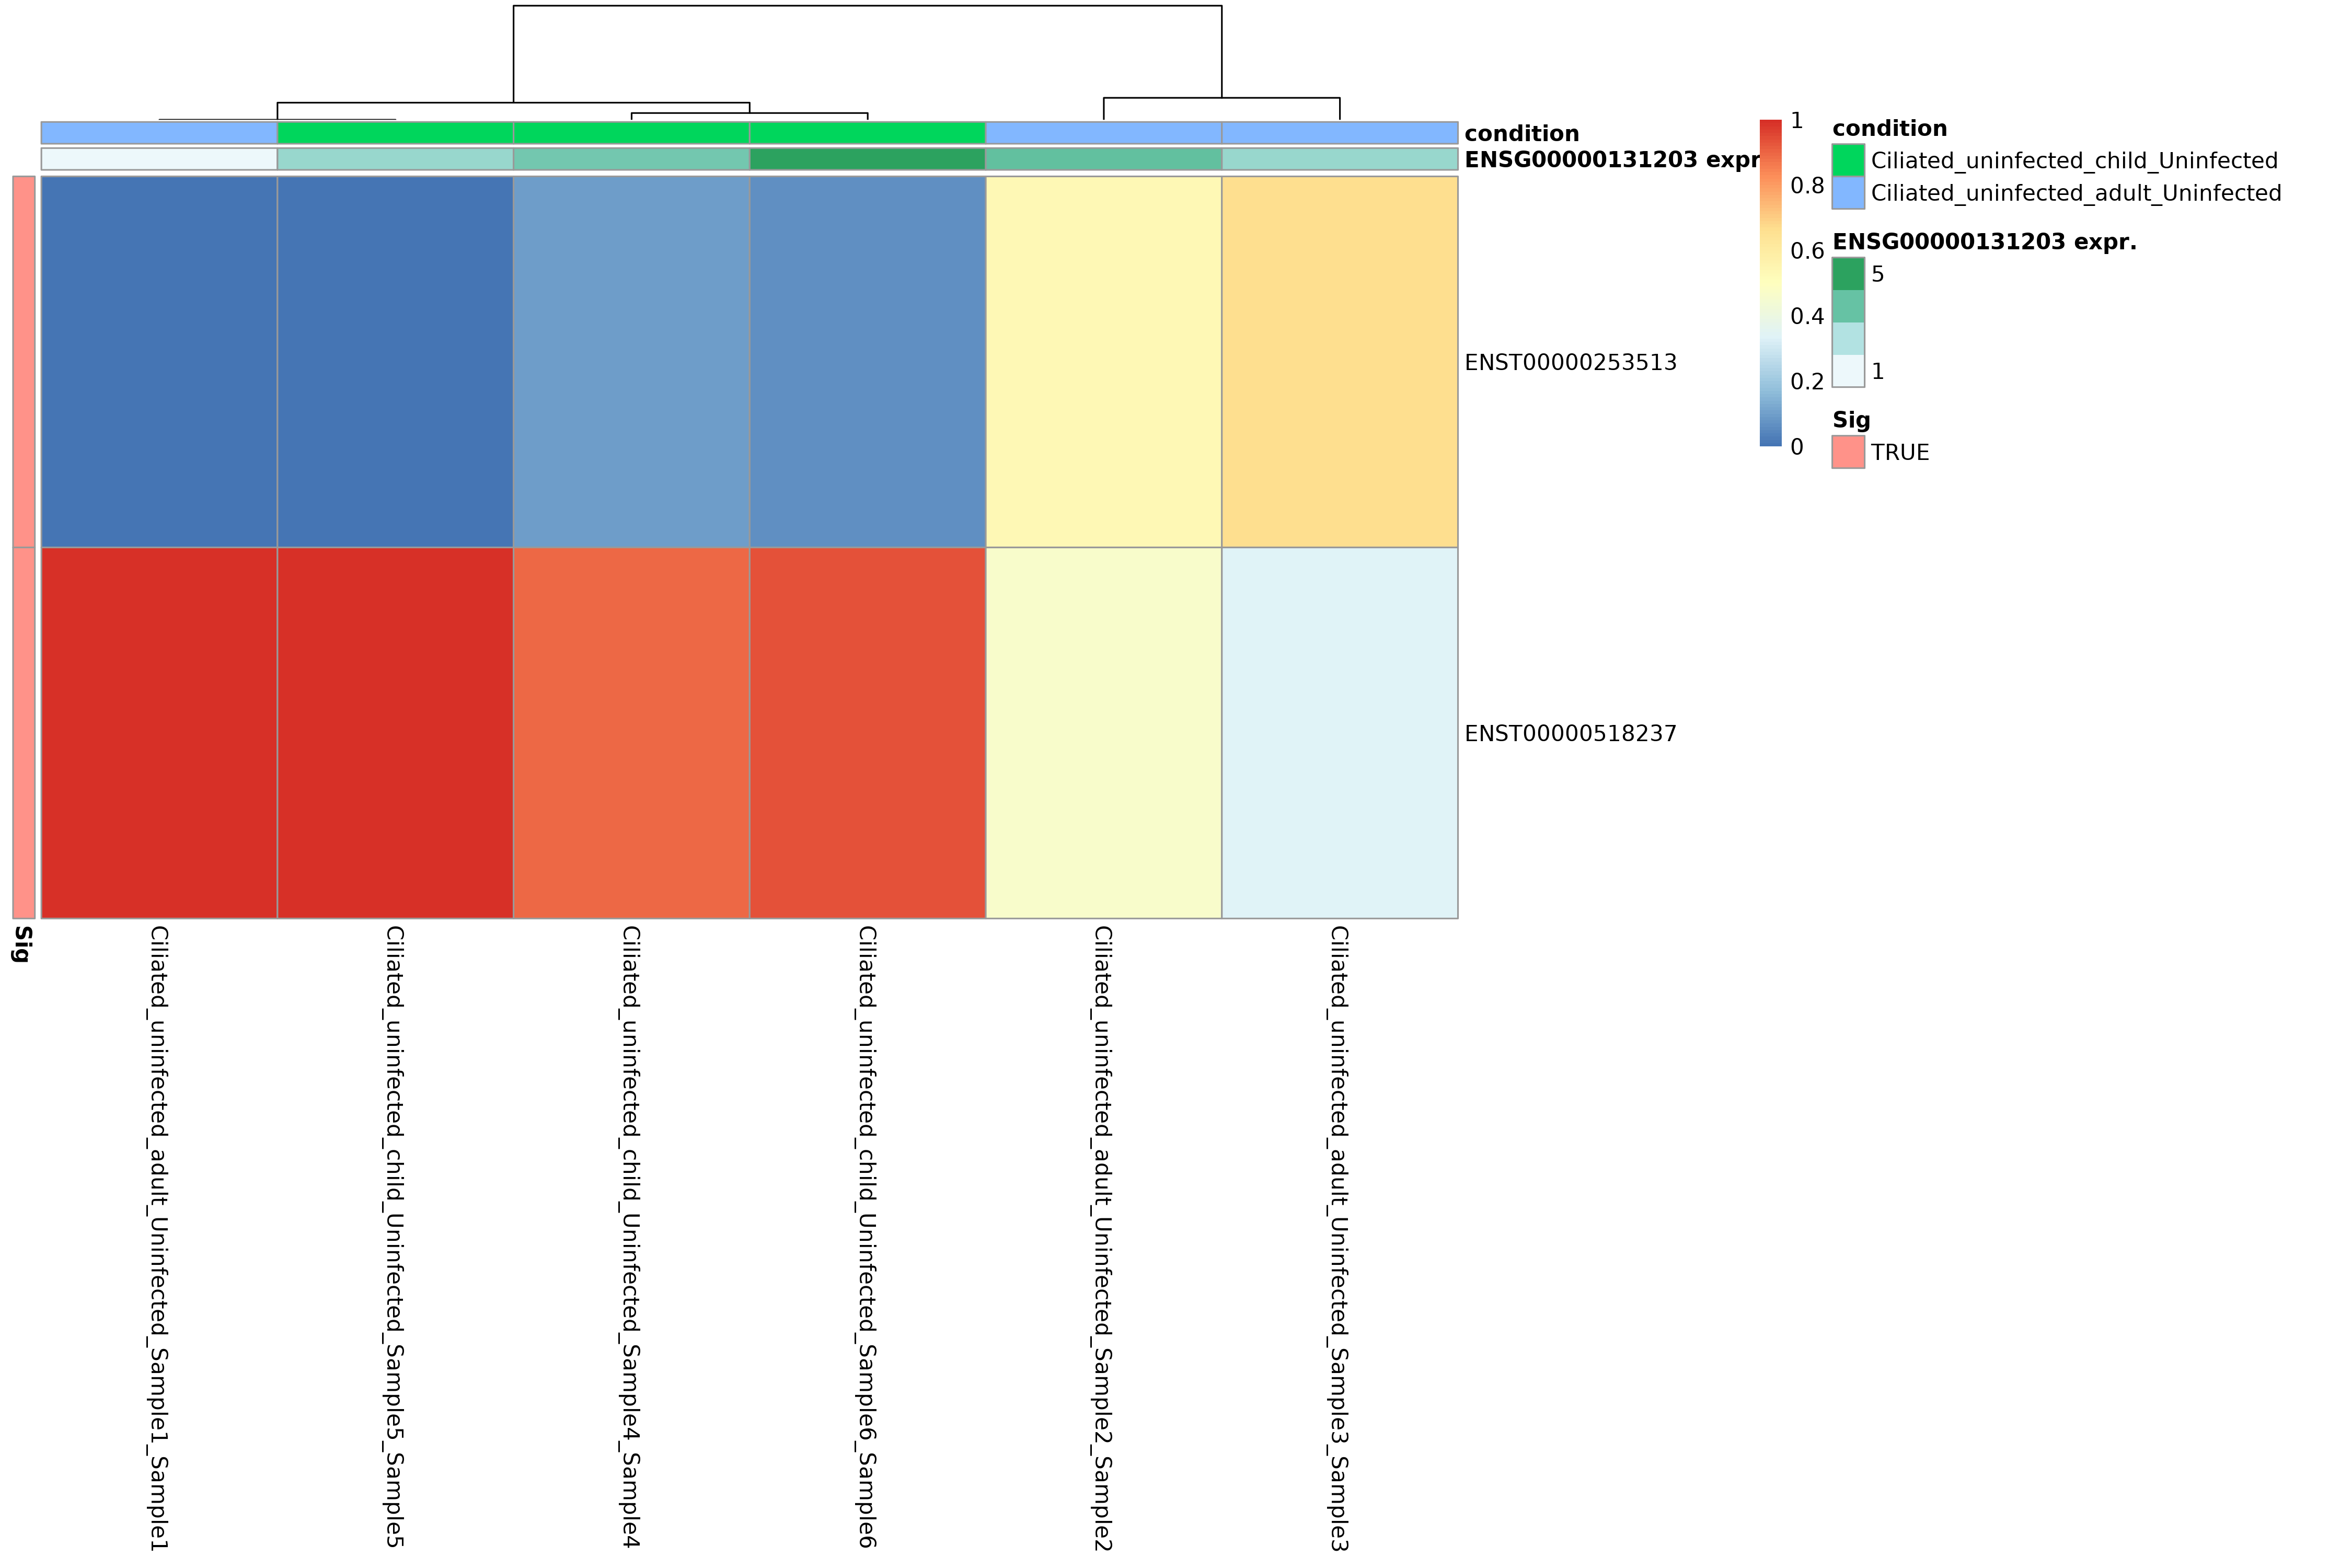 condition
ENSG00000131203 expr
1
0.8
0.6
0.4
0.2
0
condition
Ciliated_uninfected_child_Uninfected
Ciliated_uninfected_adult_Uninfected
ENSG00000131203 expr.
5
1
Sig
TRUE
ENST00000253513
ENST00000518237
Sig
Ciliated_uninfected_adult_Uninfected_Sample1_Sample1
Ciliated_uninfected_child_Uninfected_Sample5_Sample5
Ciliated_uninfected_child_Uninfected_Sample4_Sample4
Ciliated_uninfected_child_Uninfected_Sample6_Sample6
Ciliated_uninfected_adult_Uninfected_Sample2_Sample2
Ciliated_uninfected_adult_Uninfected_Sample3_Sample3